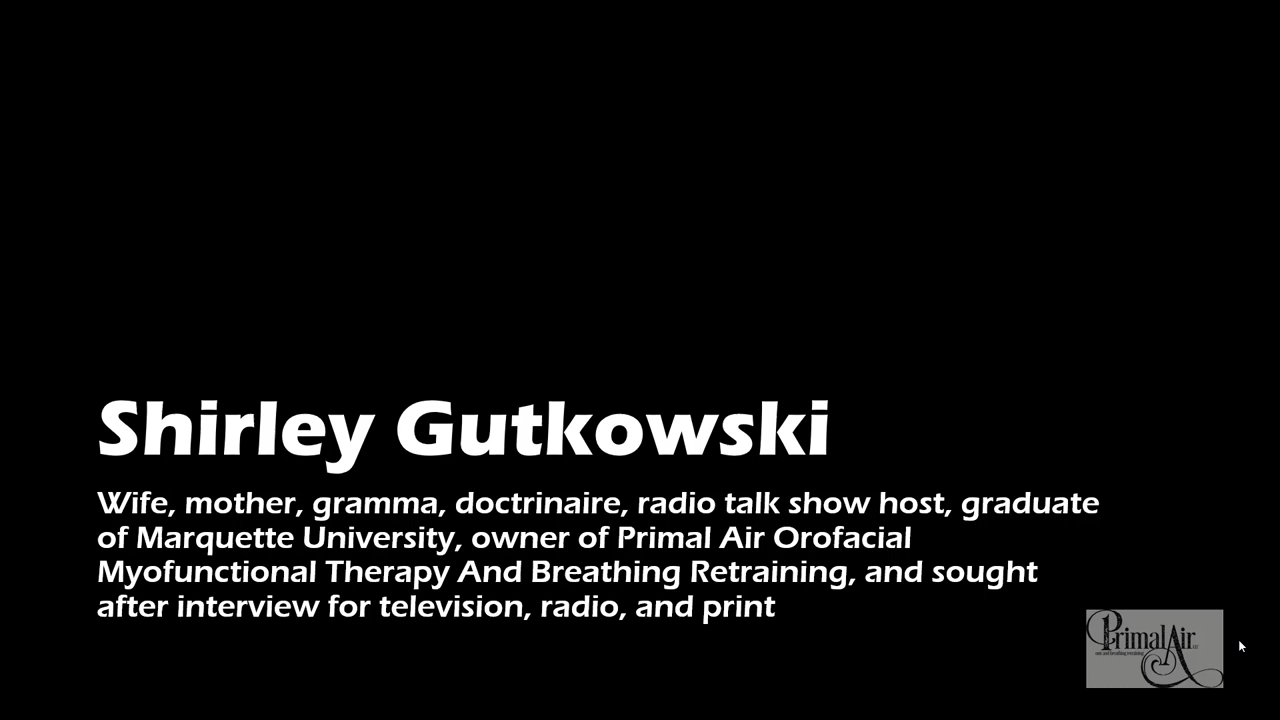 Shirley Gutkowski
Wife, mother, gramma, doctrinaire, radio talk show host, graduate
of Marquette University, owner of Primal Air Orofacial
Myofunctional Therapy And Breathing Retraining, and sought
after interview for television, radio, and print
PrimalAir